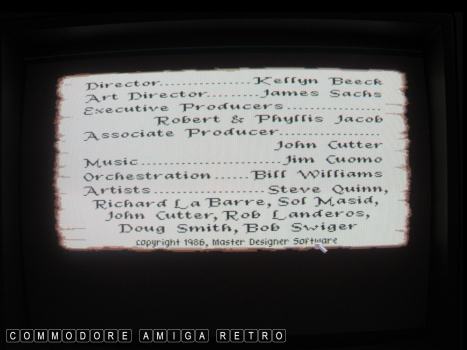 Director...............Kellyn Beeck
Art Director........James Sachs
Executive Producers...............
Robert & Phyllis Jacob
Associate Producer................
John Cutter
Music.......................Jim Cuomo
Orchestration......Bill Williams
Artists..................Steve Quinn,
Richard La Barre, Sol Masid,
John Cutter, Rob Landeros,
Doug Smith, Bob Swiger
copyright 1986, Master Designer Software
COMMODORE AMIGA RETRO